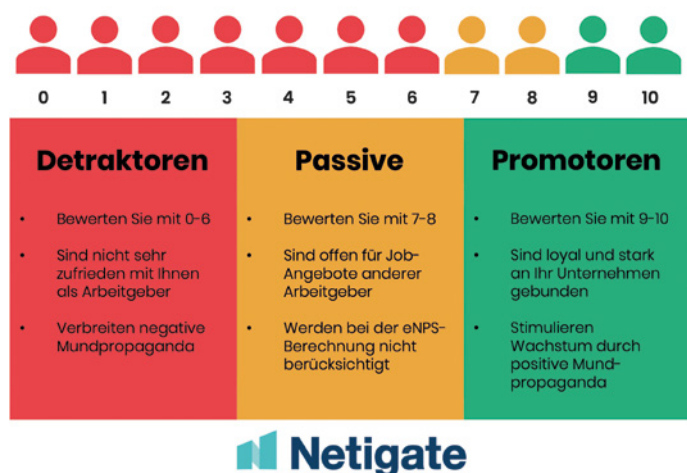 0 1 2 3 4 5 6 7 8 9 10
Detraktoren
• Bewerten Sie mit 0-6
• Sind nicht sehr
zufrieden mit Ihnen
als Arbeitgeber
• Verbreiten negative
Mundpropaganda
Passive
• Bewerten Sie mit 7-8
• Sind offen für Job-
Angebote anderer
Arbeitgeber
• Werden bei der eNPS-
Berechnung nicht
berücksichtigt
Promotoren
• Bewerten Sie mit 9-10
• Sind loyal und stark
an Ihr Unternehmen
gebunden
• Stimulieren
Wachstum durch
positive Mund-
propaganda
Netigate